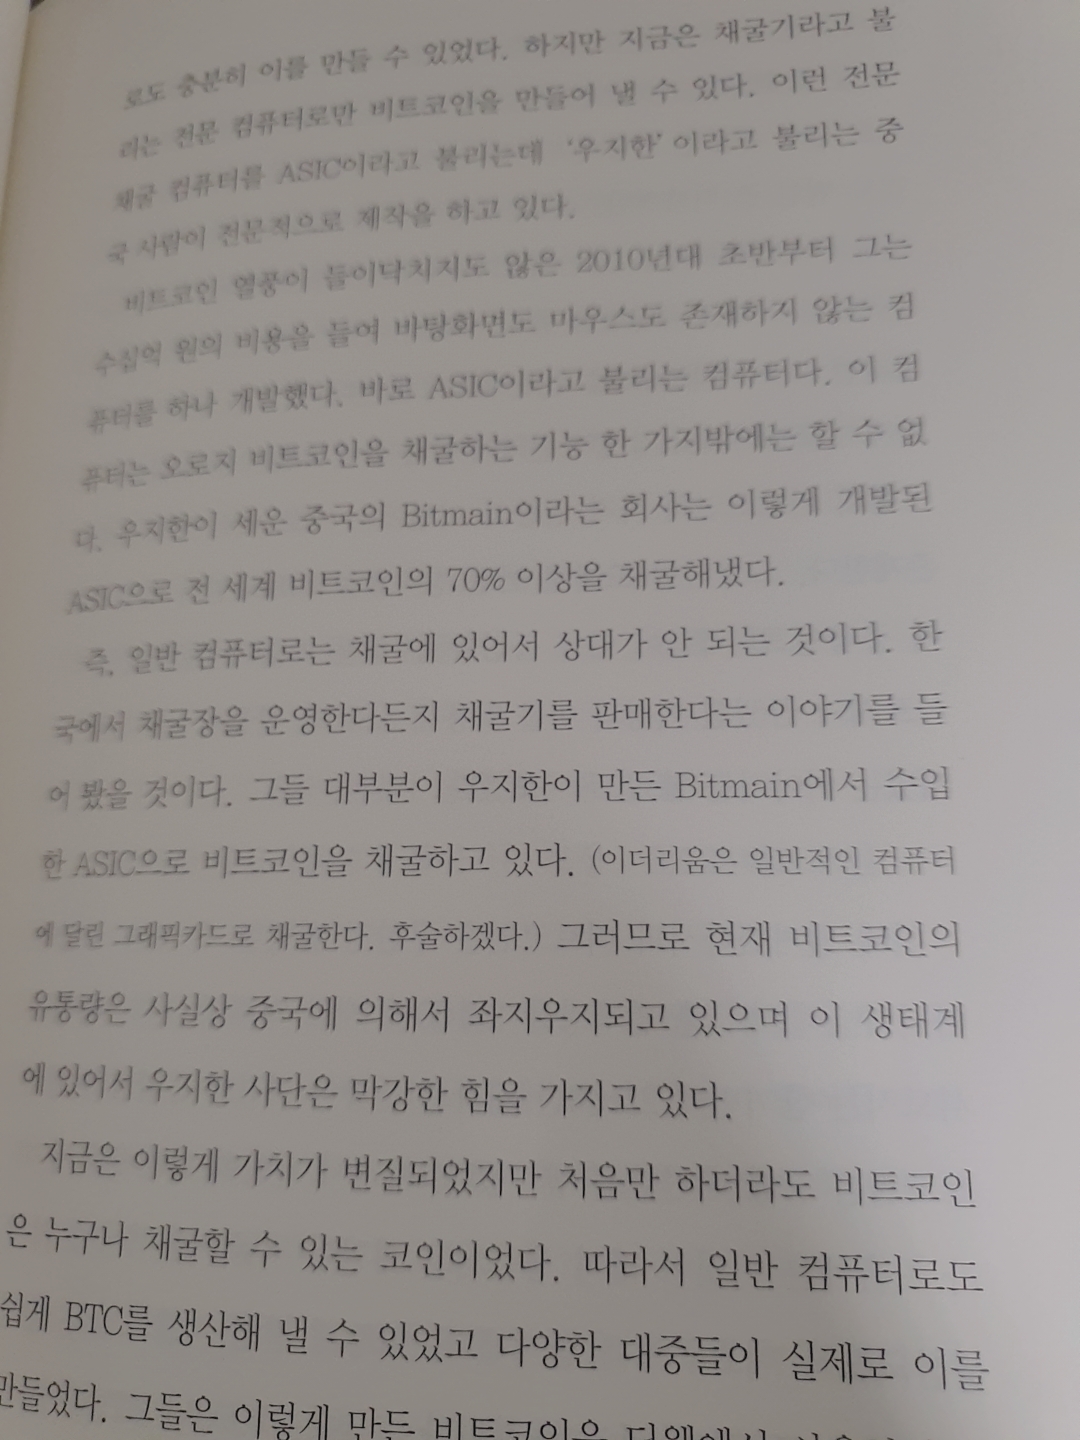 로도 충분히 이를 만들 수 있었다. 하지만 지금은 채굴기라고 불
리는 전문 컴퓨터로만 비트코인을 만들어 낼 수 있다. 이런 전문
채굴 컴퓨터를 ASIC이라고 불리는데 ‘우지한’이라고 불리는 중
국 사람이 전문적으로 제작을 하고 있다.
비트코인 열풍이 들이닥치지도 않은 2010년대 초반부터 그는
수십억 원의 비용을 들여 바탕화면도 마우스도 존재하지 않는 컴
퓨터를 하나 개발했다. 바로 ASIC이라고 불리는 컴퓨터다. 이 컴
퓨터는 오로지 비트코인을 채굴하는 기능 한 가지밖에는 할 수 없
다. 우지한이 세운 중국의 Bitmain이라는 회사는 이렇게 개발된
ASIC으로 전 세계 비트코인의 70% 이상을 채굴해냈다.
즉, 일반 컴퓨터로는 채굴에 있어서 상대가 안 되는 것이다. 한
국에서 채굴장을 운영한다든지 채굴기를 판매한다는 이야기를 들
어 봤을 것이다. 그들 대부분이 우지한이 만든 Bitmain에서 수입
한 ASIC으로 비트코인을 채굴하고 있다. (이더리움은 일반적인 컴퓨터
에 달린 그래픽카드로 채굴한다. 후술하겠다.) 그러므로 현재 비트코인의
유통량은 사실상 중국에 의해서 좌지우지되고 있으며 이 생태계
에 있어서 우지한 사단은 막강한 힘을 가지고 있다.
지금은 이렇게 가치가 변질되었지만 처음만 하더라도 비트코인
은 누구나 채굴할 수 있는 코인이었다. 따라서 일반 컴퓨터로도
쉽게 BTC를 생산해 낼 수 있었고 다양한 대중들이 실제로 이를
만들었다. 그들은 이렇게 만든 비트코인을